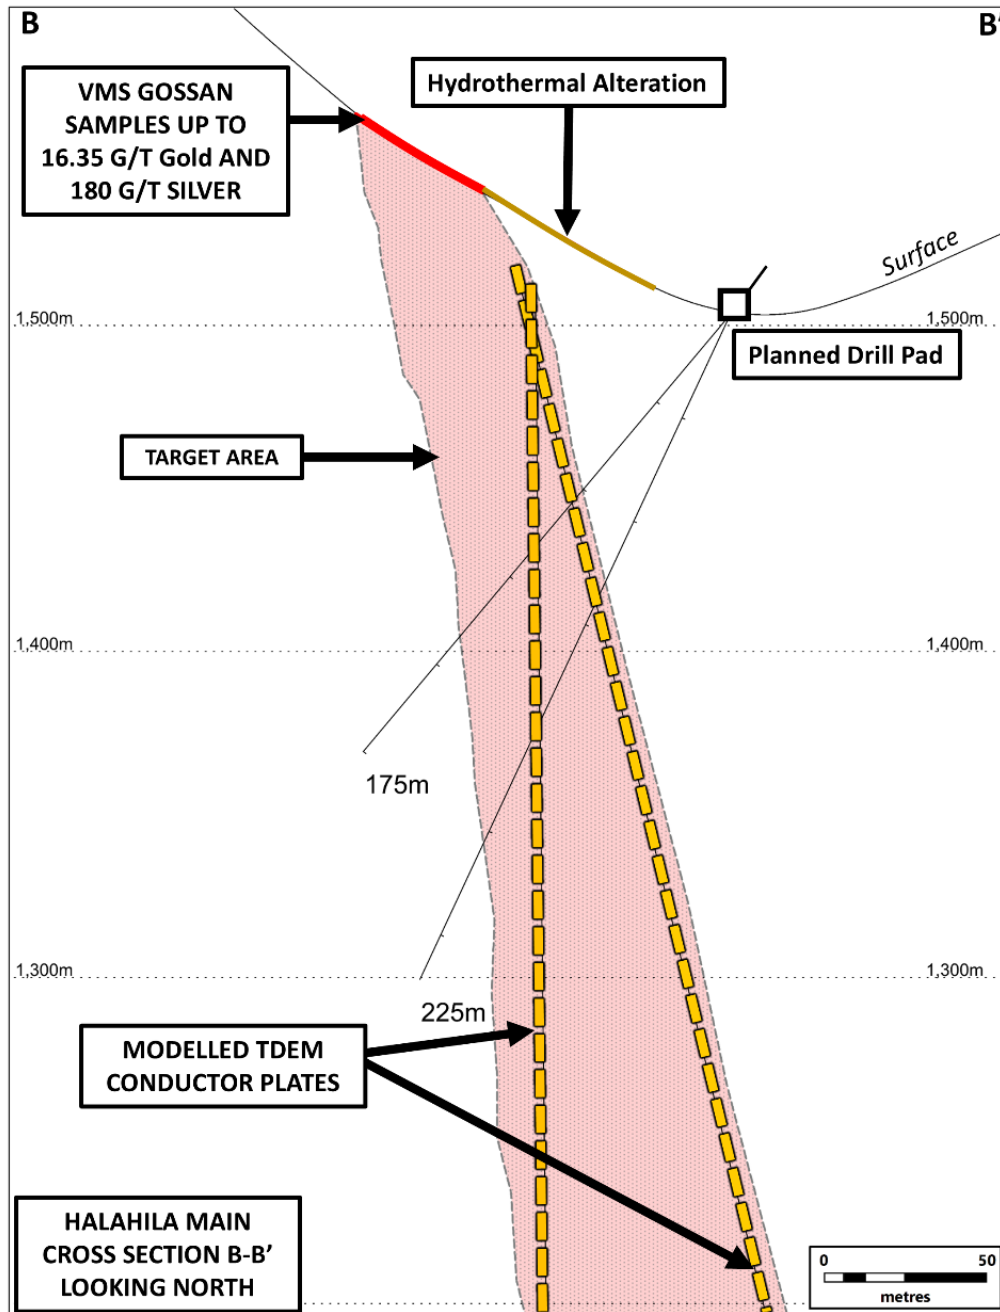 B
B'
VMS GOSSAN
SAMPLES UP TO
16.35 G/T Gold AND
180 G/T SILVER
Hydrothermal Alteration
Surface
1,500m
1,500m
Planned Drill Pad
TARGET AREA
1,400m
1,400m
175m
1,300m
1,300m
225m
MODELLED TDEM
CONDUCTOR PLATES
HALAHILA MAIN
CROSS SECTION B-B’
LOOKING NORTH
0 50
metres